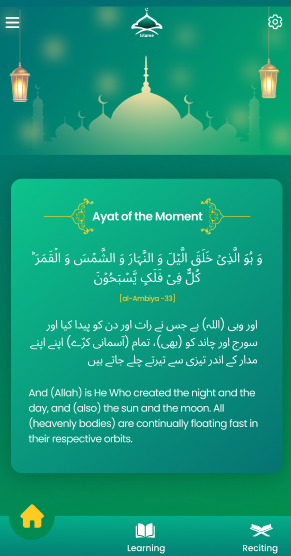 Islame
Ayat of the Moment
وَ ہُوَ الَّذِیۡ خَلَقَ الَّیۡلَ وَ النَّہَارَ وَ الشَّمۡسَ وَ الۡقَمَرَ ؕ
کُلٌّ فِیۡ فَلَکٍ یَّسۡبَحُوۡنَ
[al-Ambiya -33]
اور وہی (اللہ) ہے جس نے رات اور دن کو پیدا کیا اور
سورج اور چاند کو (بھی)، تمام (آسمانی کرّے) اپنے اپنے
مدار کے اندر تیزی سے تیرتے چلے جاتے ہیں
And (Allah) is He Who created the night and the
day, and (also) the sun and the moon. All
(heavenly bodies) are continually floating fast in
their respective orbits.
Learning
Reciting